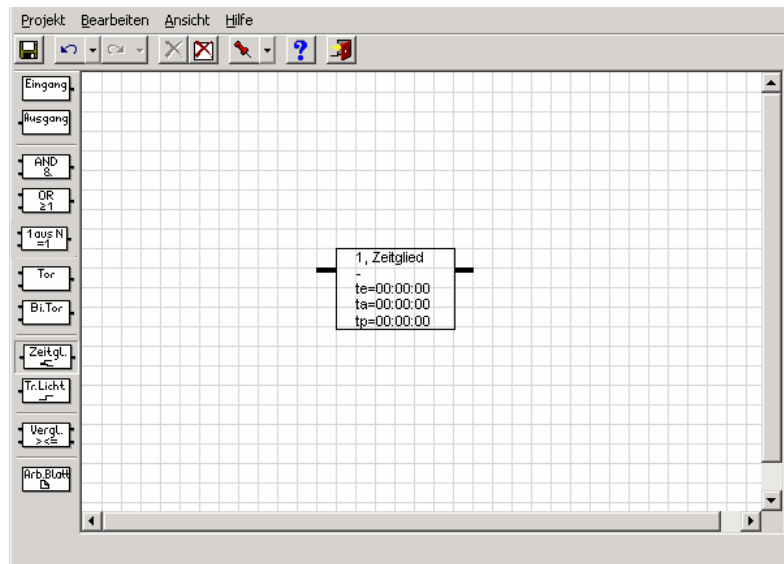 Projekt Bearbeiten Ansicht Hilfe
?
Eingang
Ausgang
AND
&
OR
≥1
1 aus N
=1
Tor
Bi.Tor
Zeitgl.
Tr.Licht
Vergl.
><=
Arb.Blatt
1, Zeitglied
-
te=00:00:00
ta=00:00:00
tp=00:00:00